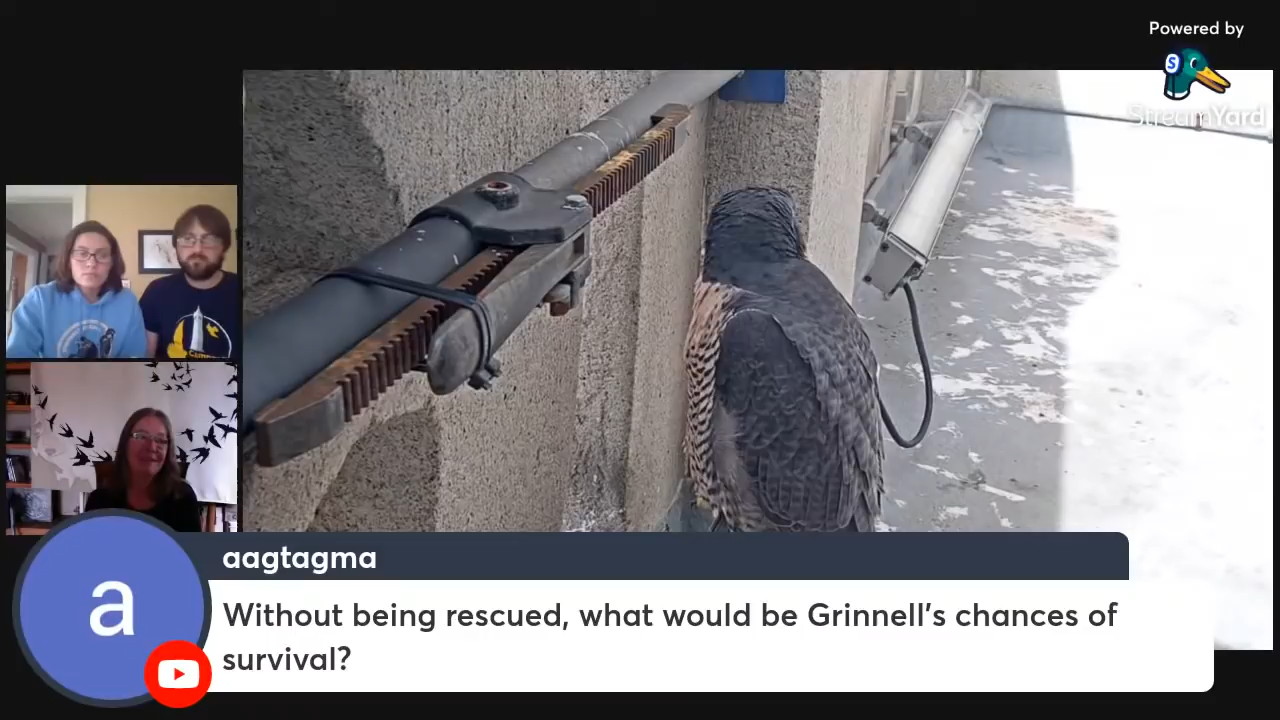 Powered by
S
StreamYard
aagtagma
a
Without being rescued, what would be Grinnell's chances of
survival?